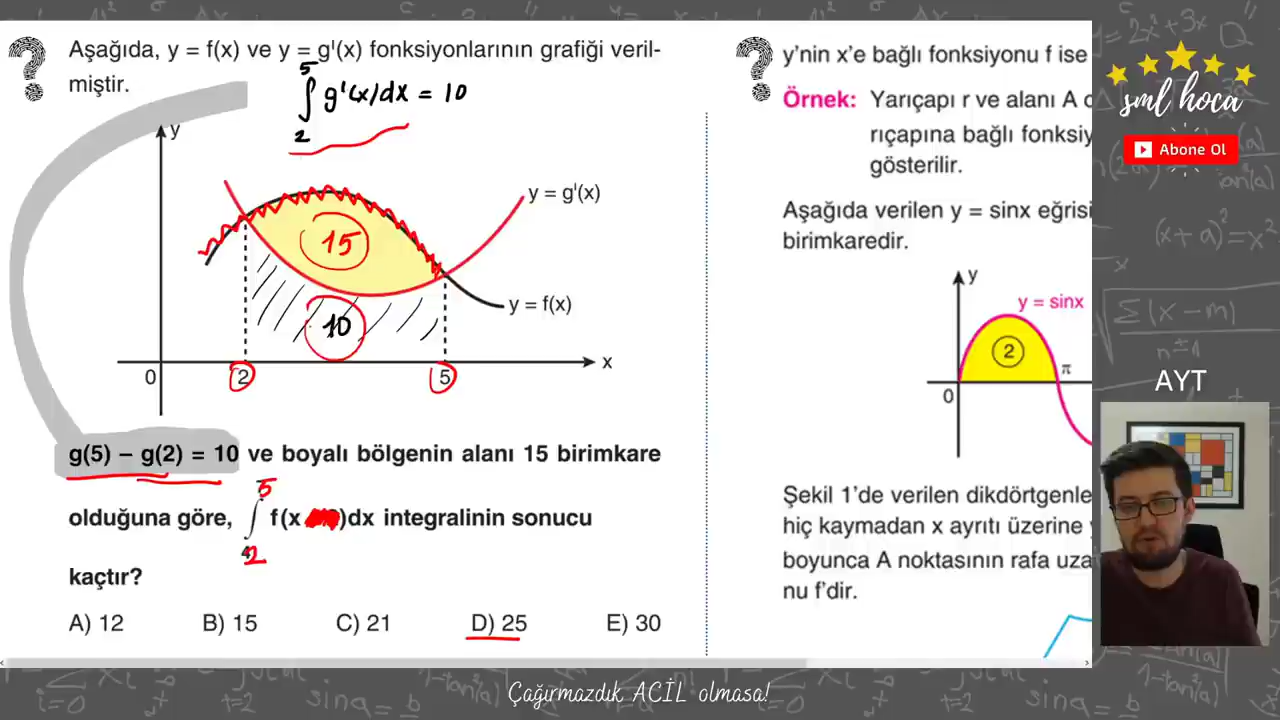 Aşağıda, y = f(x) ve y = g'(x) fonksiyonlarının grafiği veril-
miştir.
5
∫ g'(x)dx = 10
2
y
y = g'(x)
15
y = f(x)
10
x
0
2
5
g(5) – g(2) = 10 ve boyalı bölgenin alanı 15 birimkare
5
olduğuna göre, ∫ f(x )dx integralinin sonucu
2
kaçtır?
A) 12 B) 15 C) 21 D) 25 E) 30
y'nin x'e bağlı fonksiyonu f ise
Örnek: Yarıçapı r ve alanı A
rıçapına bağlı fonksiy
gösterilir.
Aşağıda verilen y = sinx eğrisi
birimkaredir.
y
y = sinx
2
π
0
Şekil 1'de verilen dikdörtgenle
hiç kaymadan x ayrıtı üzerine
boyunca A noktasının rafa uza
nu f'dir.
sml hoca
Abone Ol
AYT
Çağırmazdık ACİL olmasa!